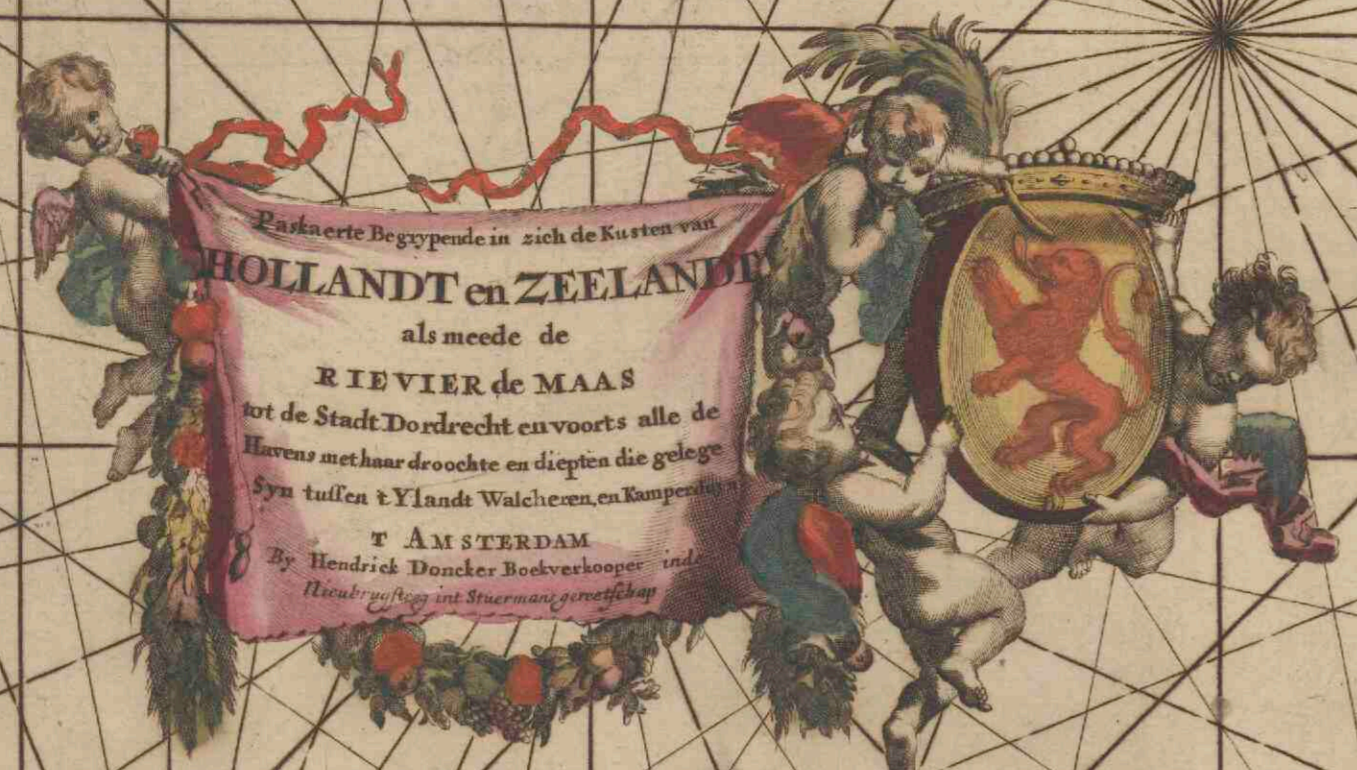 Paskaerte Begrypende in zich de Kusten van
HOLLANDT en ZEELANDT
als meede de
RIEVIER de MAAS
tot de Stadt Dordrecht en voorts alle de
Havens met haar droochte en diepten die gelege
Syn tussen t Ylandt Walcheren, en Kamperduyn
T AMSTERDAM
By Hendrick Doncker Boekverkooper inde
Nieubrugsteeg int Stuermans gereetschap